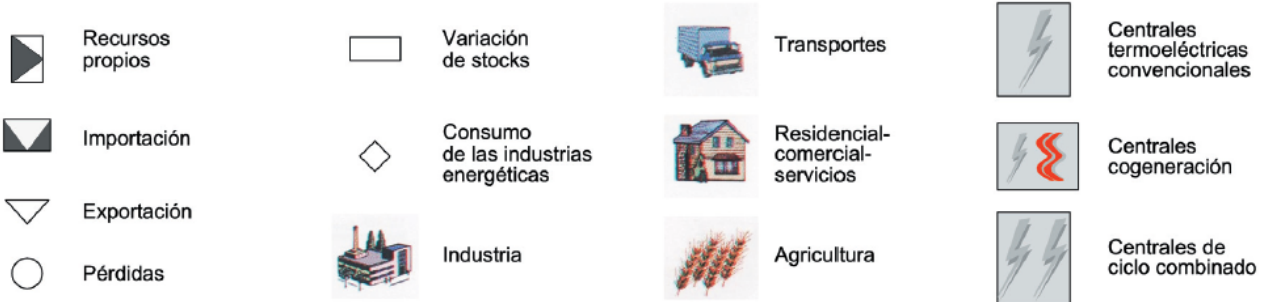 Recursos
propios
Importación
Exportación
Pérdidas
Variación
de stocks
Consumo
de las industrias
energéticas
Industria
Transportes
Residencial-
comercial-
servicios
Agricultura
Centrales
termoeléctricas
convencionales
Centrales
cogeneración
Centrales de
ciclo combinado